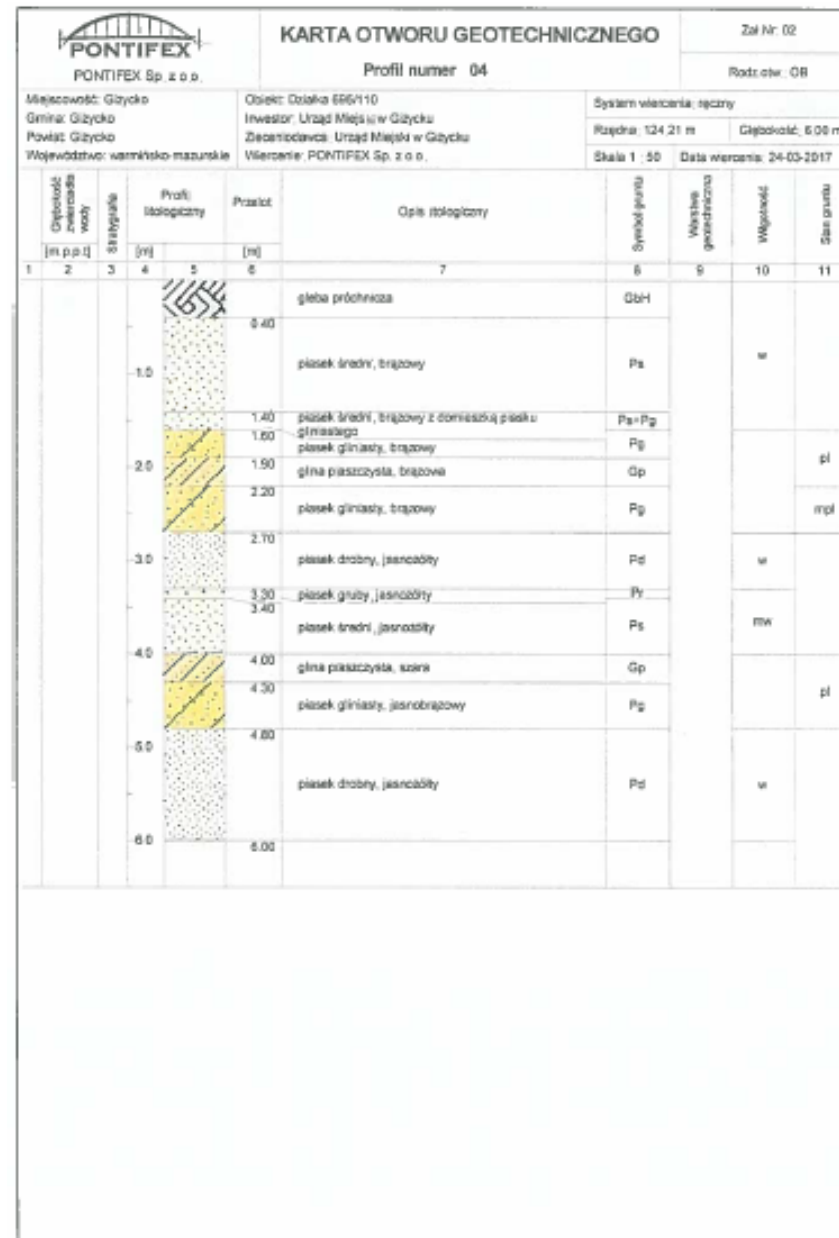 PONTIFEX
PONTIFEX Sp. z o.o.
KARTA OTWORU GEOTECHNICZNEGO
Profil numer 04
Zał Nr: 02
Rodz.otw.: OB
Miejscowość: Giżycko
Gmina: Giżycko
Powiat: Giżycko
Województwo: warmińsko-mazurskie
Obiekt: Działka 695/110
Inwestor: Urząd Miejski w Giżycku
Zleceniodawca: Urząd Miejski w Giżycku
Wiercenie: PONTIFEX Sp. z o.o.
System wiercenia: ręczny
Rzędna: 124.21 m Głębokość: 6.00 m
Skala 1 : 50 Data wiercenia: 24-03-2017
Głębokość zwierciadła wody
[m.p.p.t]
Stratygrafia
Profil litologiczny
[m]
Przelot
[m]
Opis litologiczny
Symbol gruntu
Warstwa geotechniczna
Wilgotność
Stan gruntu
1 2 3 4 5 6 7 8 9 10 11
gleba próchnicza GbH
0.40
1.0 piasek średni, brązowy Ps w
1.40 piasek średni, brązowy z domieszką piasku gliniastego Ps+Pg
1.60 piasek gliniasty, brązowy Pg
pl
2.0 1.90 glina piaszczysta, brązowa Gp
2.20 piasek gliniasty, brązowy Pg mpl
2.70
3.0 piasek drobny, jasnożółty Pd w
3.30 piasek gruby, jasnożółty Pr
3.40 piasek średni, jasnożółty Ps mw
4.0 4.00 glina piaszczysta, szara Gp
4.30 piasek gliniasty, jasnobrązowy Pg pl
4.80
5.0
piasek drobny, jasnożółty Pd w
6.0 6.00